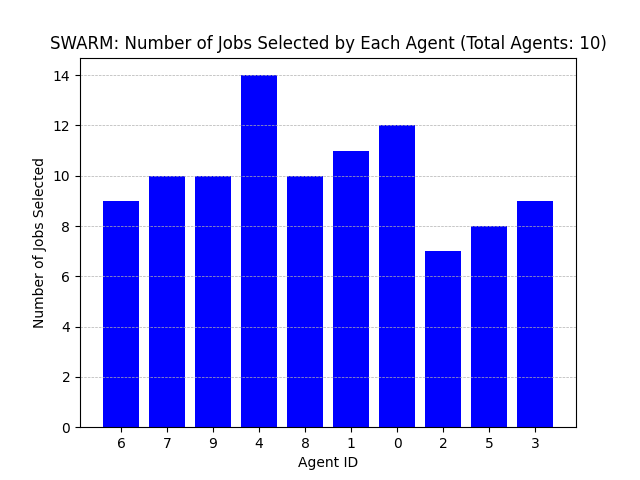 SWARM: Number of Jobs Selected by Each Agent (Total Agents: 10)
14
12
10
8
6
4
2
0
Number of Jobs Selected
6 7 9 4 8 1 0 2 5 3
Agent ID